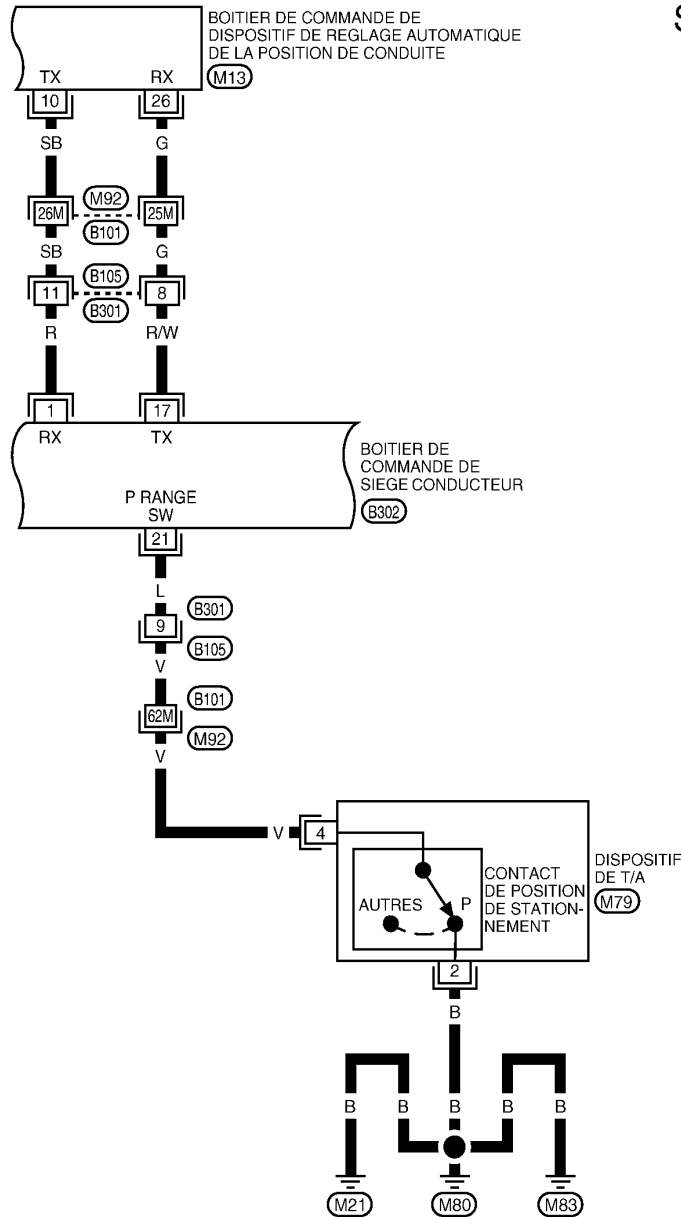 S
BOITIER DE COMMANDE DE
DISPOSITIF DE REGLAGE AUTOMATIQUE
DE LA POSITION DE CONDUITE
M13
TX RX
10 26
SB G
M92
26M 25M
B101
SB G
B105
11 8
B301
R R/W
1 17
RX TX
BOITIER DE
COMMANDE DE
SIEGE CONDUCTEUR
B302
P RANGE
SW
21
L
B301
9
B105
V
B101
62M
M92
V
V 4
DISPOSITIF
DE T/A
M79
CONTACT
DE POSITION
DE STATION-
NEMENT
AUTRES P
2
B
B B B B B
M21 M80 M83